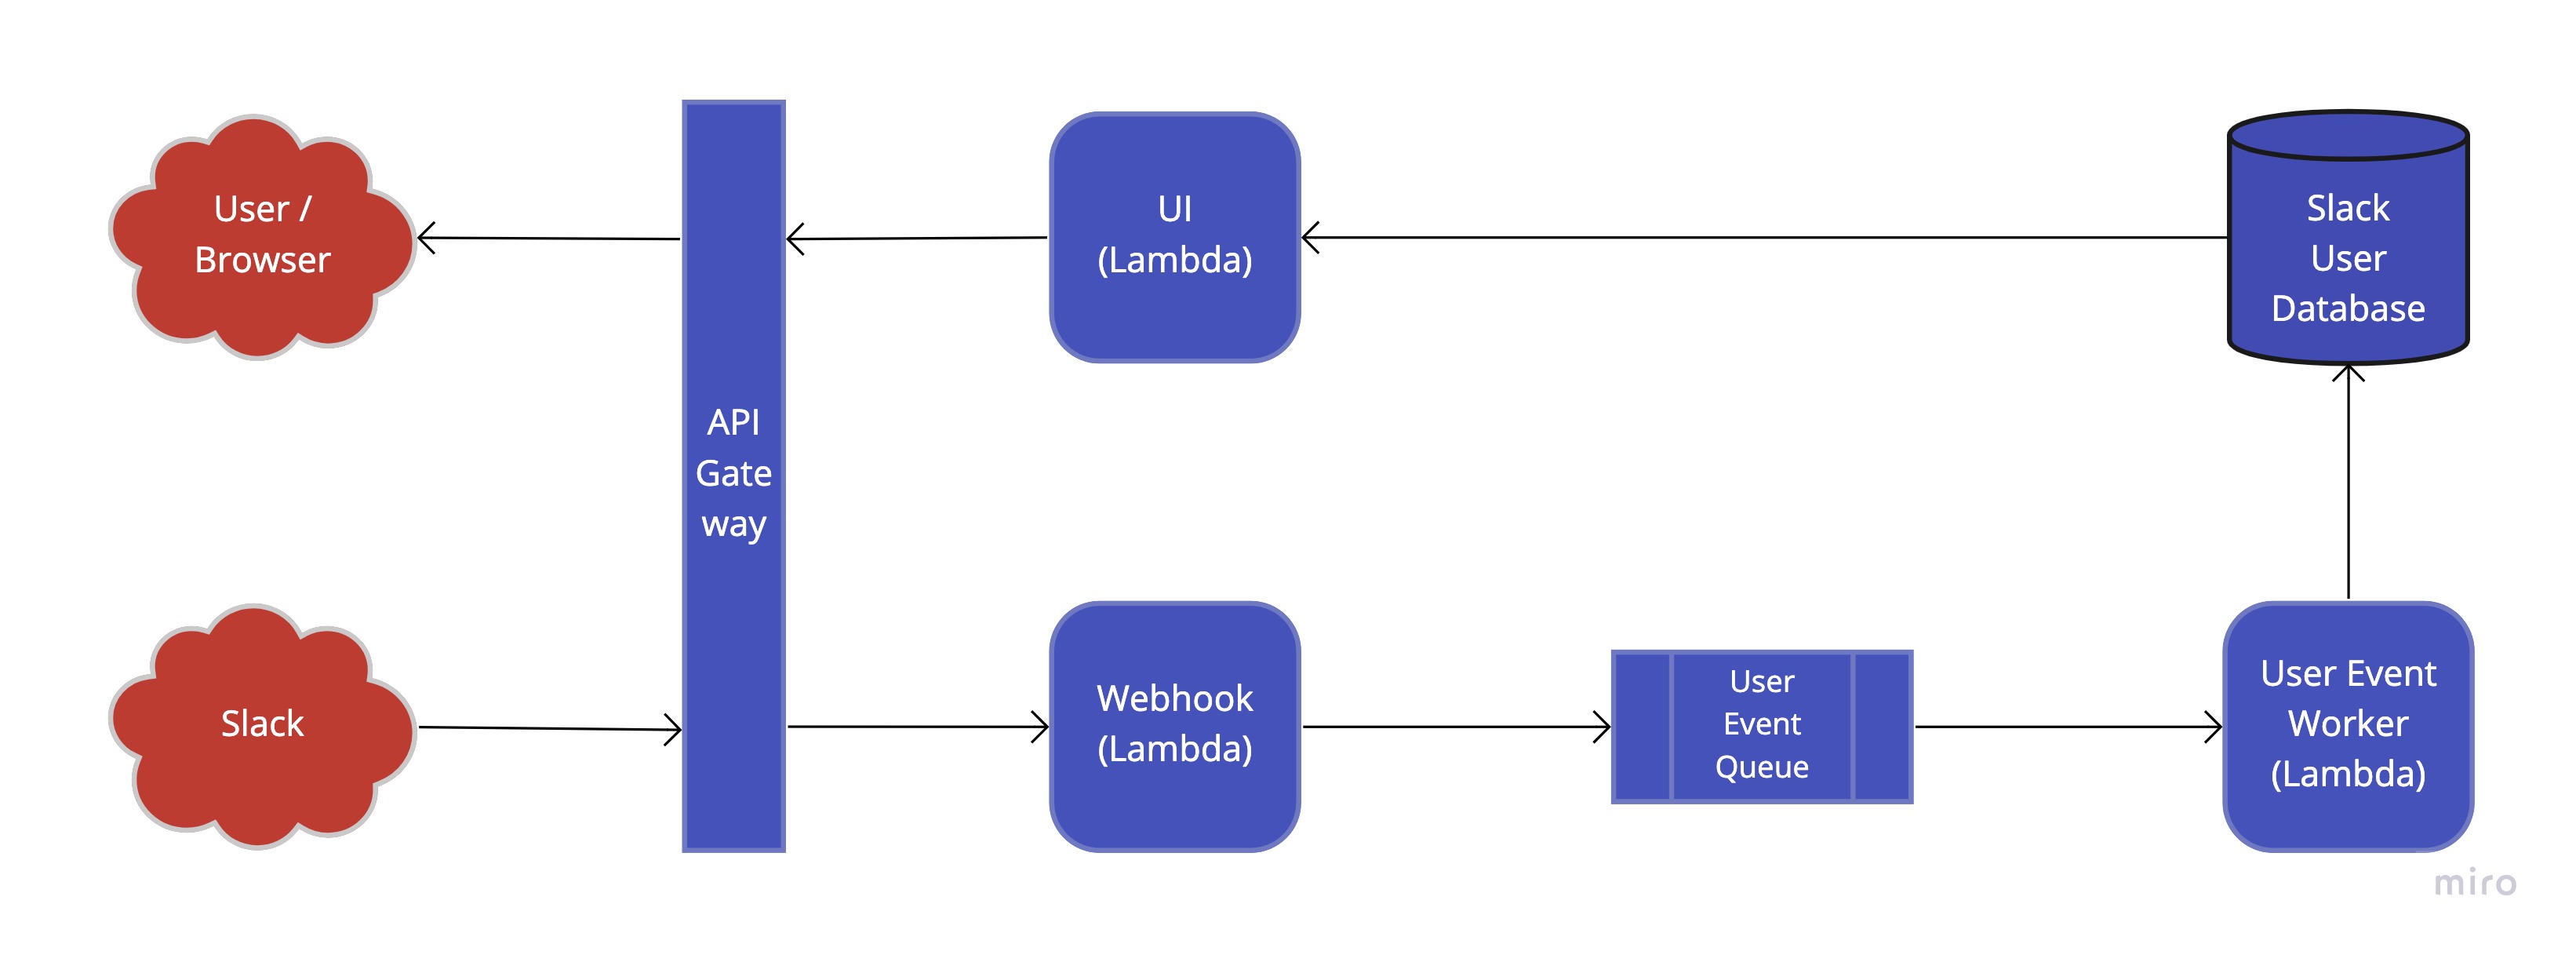 User /
Browser
API
Gate
way
UI
(Lambda)
Slack
User
Database
Slack
Webhook
(Lambda)
User
Event
Queue
User Event
Worker
(Lambda)
miro